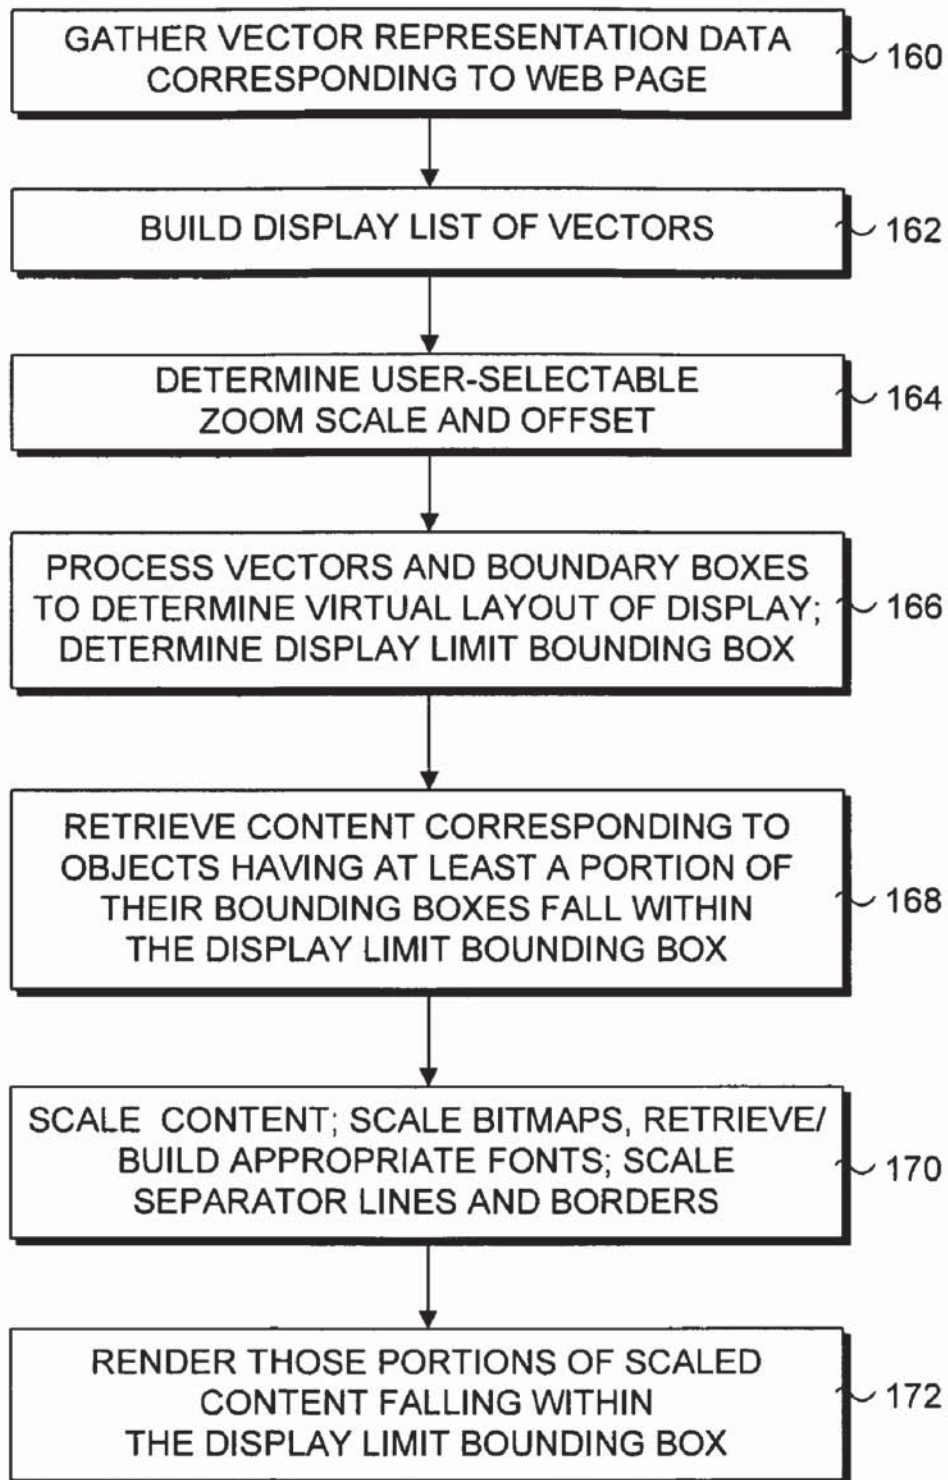 GATHER VECTOR REPRESENTATION DATA
CORRESPONDING TO WEB PAGE
160
BUILD DISPLAY LIST OF VECTORS
162
DETERMINE USER-SELECTABLE
ZOOM SCALE AND OFFSET
164
PROCESS VECTORS AND BOUNDARY BOXES
TO DETERMINE VIRTUAL LAYOUT OF DISPLAY;
DETERMINE DISPLAY LIMIT BOUNDING BOX
166
RETRIEVE CONTENT CORRESPONDING TO
OBJECTS HAVING AT LEAST A PORTION OF
THEIR BOUNDING BOXES FALL WITHIN
THE DISPLAY LIMIT BOUNDING BOX
168
SCALE CONTENT; SCALE BITMAPS, RETRIEVE/
BUILD APPROPRIATE FONTS; SCALE
SEPARATOR LINES AND BORDERS
170
RENDER THOSE PORTIONS OF SCALED
CONTENT FALLING WITHIN
THE DISPLAY LIMIT BOUNDING BOX
172